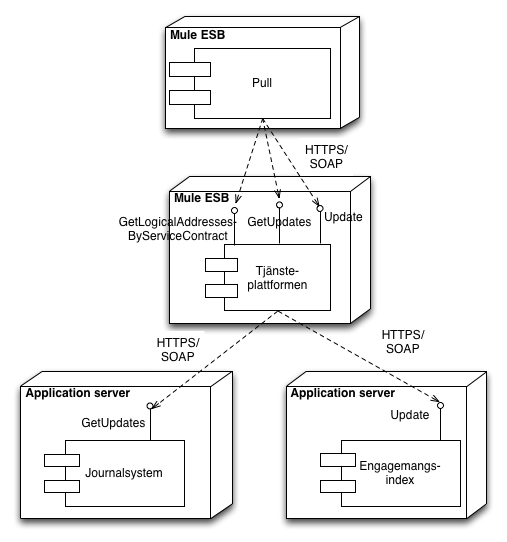 Mule ESB
Pull
HTTPS/
SOAP
Mule ESB
GetLogicalAddresses-
ByServiceContract
GetUpdates
Update
Tjänste-
plattformen
HTTPS/
SOAP
HTTPS/
SOAP
Application server
GetUpdates
Journalsystem
Application server
Update
Engagemangs-
index